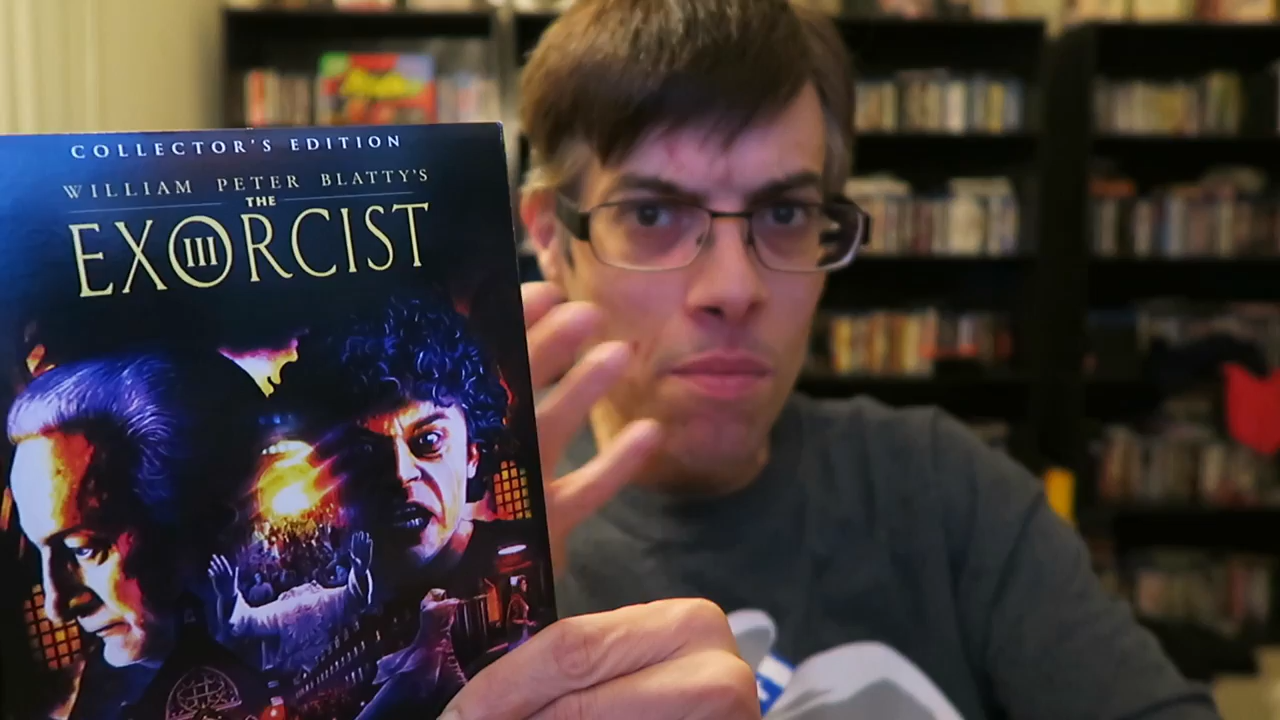 COLLECTOR'S EDITION
WILLIAM PETER BLATTY'S
THE
EXORCIST
III